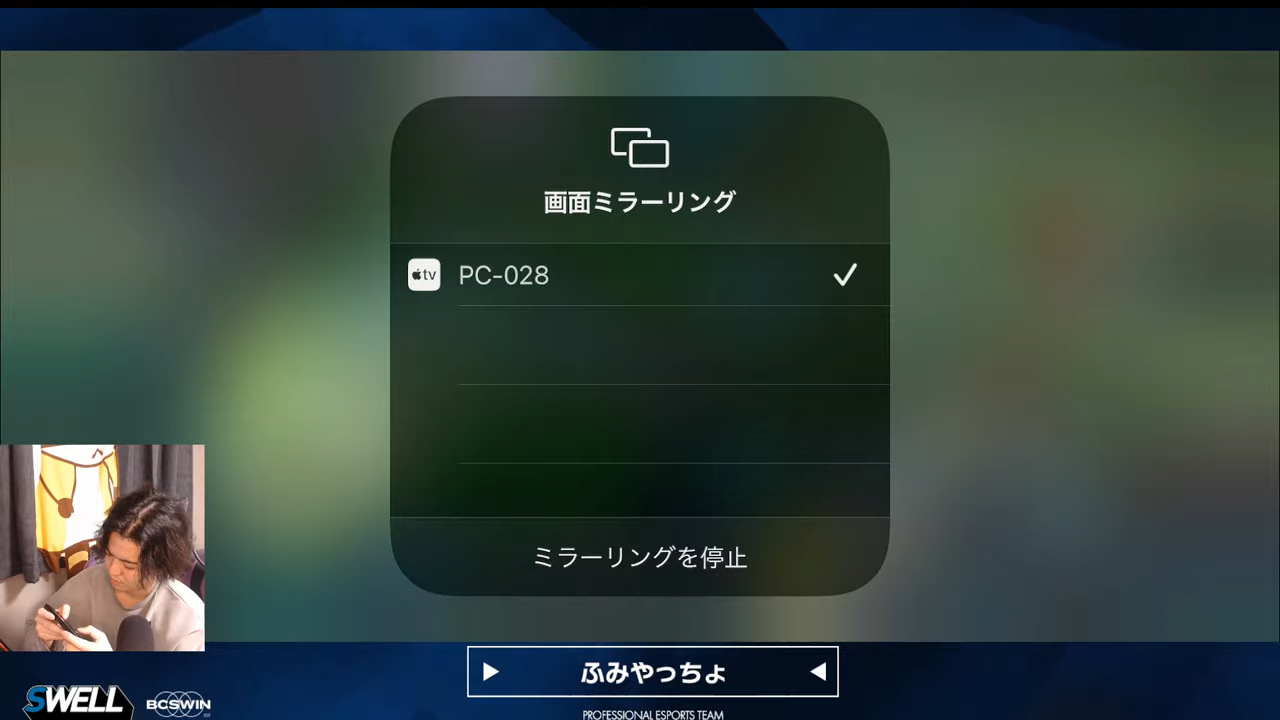 画面ミラーリング
tv PC-028
ミラーリングを停止
ふみやっちょ
SWELL BCSWIN
PROFESSIONAL ESPORTS TEAM